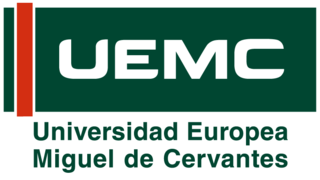 UEMC
Universidad Europea
Miguel de Cervantes